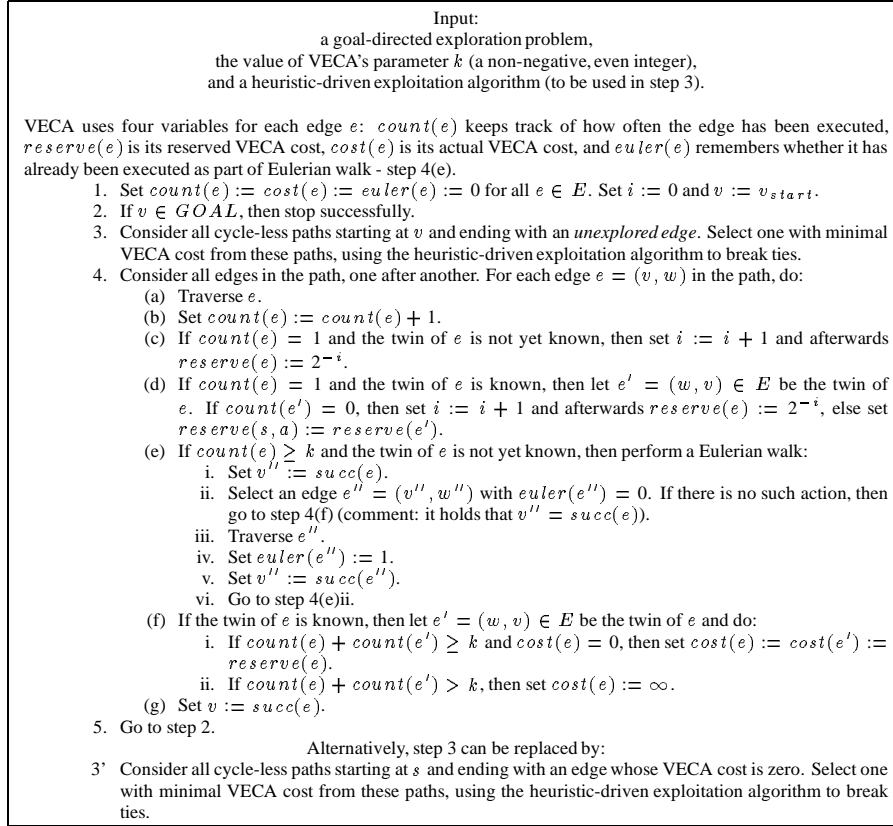 Input:
a goal-directed exploration problem,
the value of VECA's parameter k (a non-negative, even integer),
and a heuristic-driven exploitation algorithm (to be used in step 3).
VECA uses four variables for each edge e: count(e) keeps track of how often the edge has been executed,
reserve(e) is its reserved VECA cost, cost(e) is its actual VECA cost, and euler(e) remembers whether it has
already been executed as part of Eulerian walk - step 4(e).
1. Set count(e) := cost(e) := euler(e) := 0 for all e ∈ E. Set i := 0 and v := v_start.
2. If v ∈ GOAL, then stop successfully.
3. Consider all cycle-less paths starting at v and ending with an unexplored edge. Select one with minimal
VECA cost from these paths, using the heuristic-driven exploitation algorithm to break ties.
4. Consider all edges in the path, one after another. For each edge e = (v, w) in the path, do:
(a) Traverse e.
(b) Set count(e) := count(e) + 1.
(c) If count(e) = 1 and the twin of e is not yet known, then set i := i + 1 and afterwards
reserve(e) := 2^{-i}.
(d) If count(e) = 1 and the twin of e is known, then let e' = (w, v) ∈ E be the twin of
e. If count(e') = 0, then set i := i + 1 and afterwards reserve(e) := 2^{-i}, else set
reserve(s, a) := reserve(e').
(e) If count(e) ≥ k and the twin of e is not yet known, then perform a Eulerian walk:
i. Set v'' := succ(e).
ii. Select an edge e'' = (v'', w'') with euler(e'') = 0. If there is no such action, then
go to step 4(f) (comment: it holds that v'' = succ(e)).
iii. Traverse e''.
iv. Set euler(e'') := 1.
v. Set v'' := succ(e'').
vi. Go to step 4(e)ii.
(f) If the twin of e is known, then let e' = (w, v) ∈ E be the twin of e and do:
i. If count(e) + count(e') ≥ k and cost(e) = 0, then set cost(e) := cost(e') :=
reserve(e).
ii. If count(e) + count(e') > k, then set cost(e) := ∞.
(g) Set v := succ(e).
5. Go to step 2.
Alternatively, step 3 can be replaced by:
3' Consider all cycle-less paths starting at s and ending with an edge whose VECA cost is zero. Select one
with minimal VECA cost from these paths, using the heuristic-driven exploitation algorithm to break
ties.